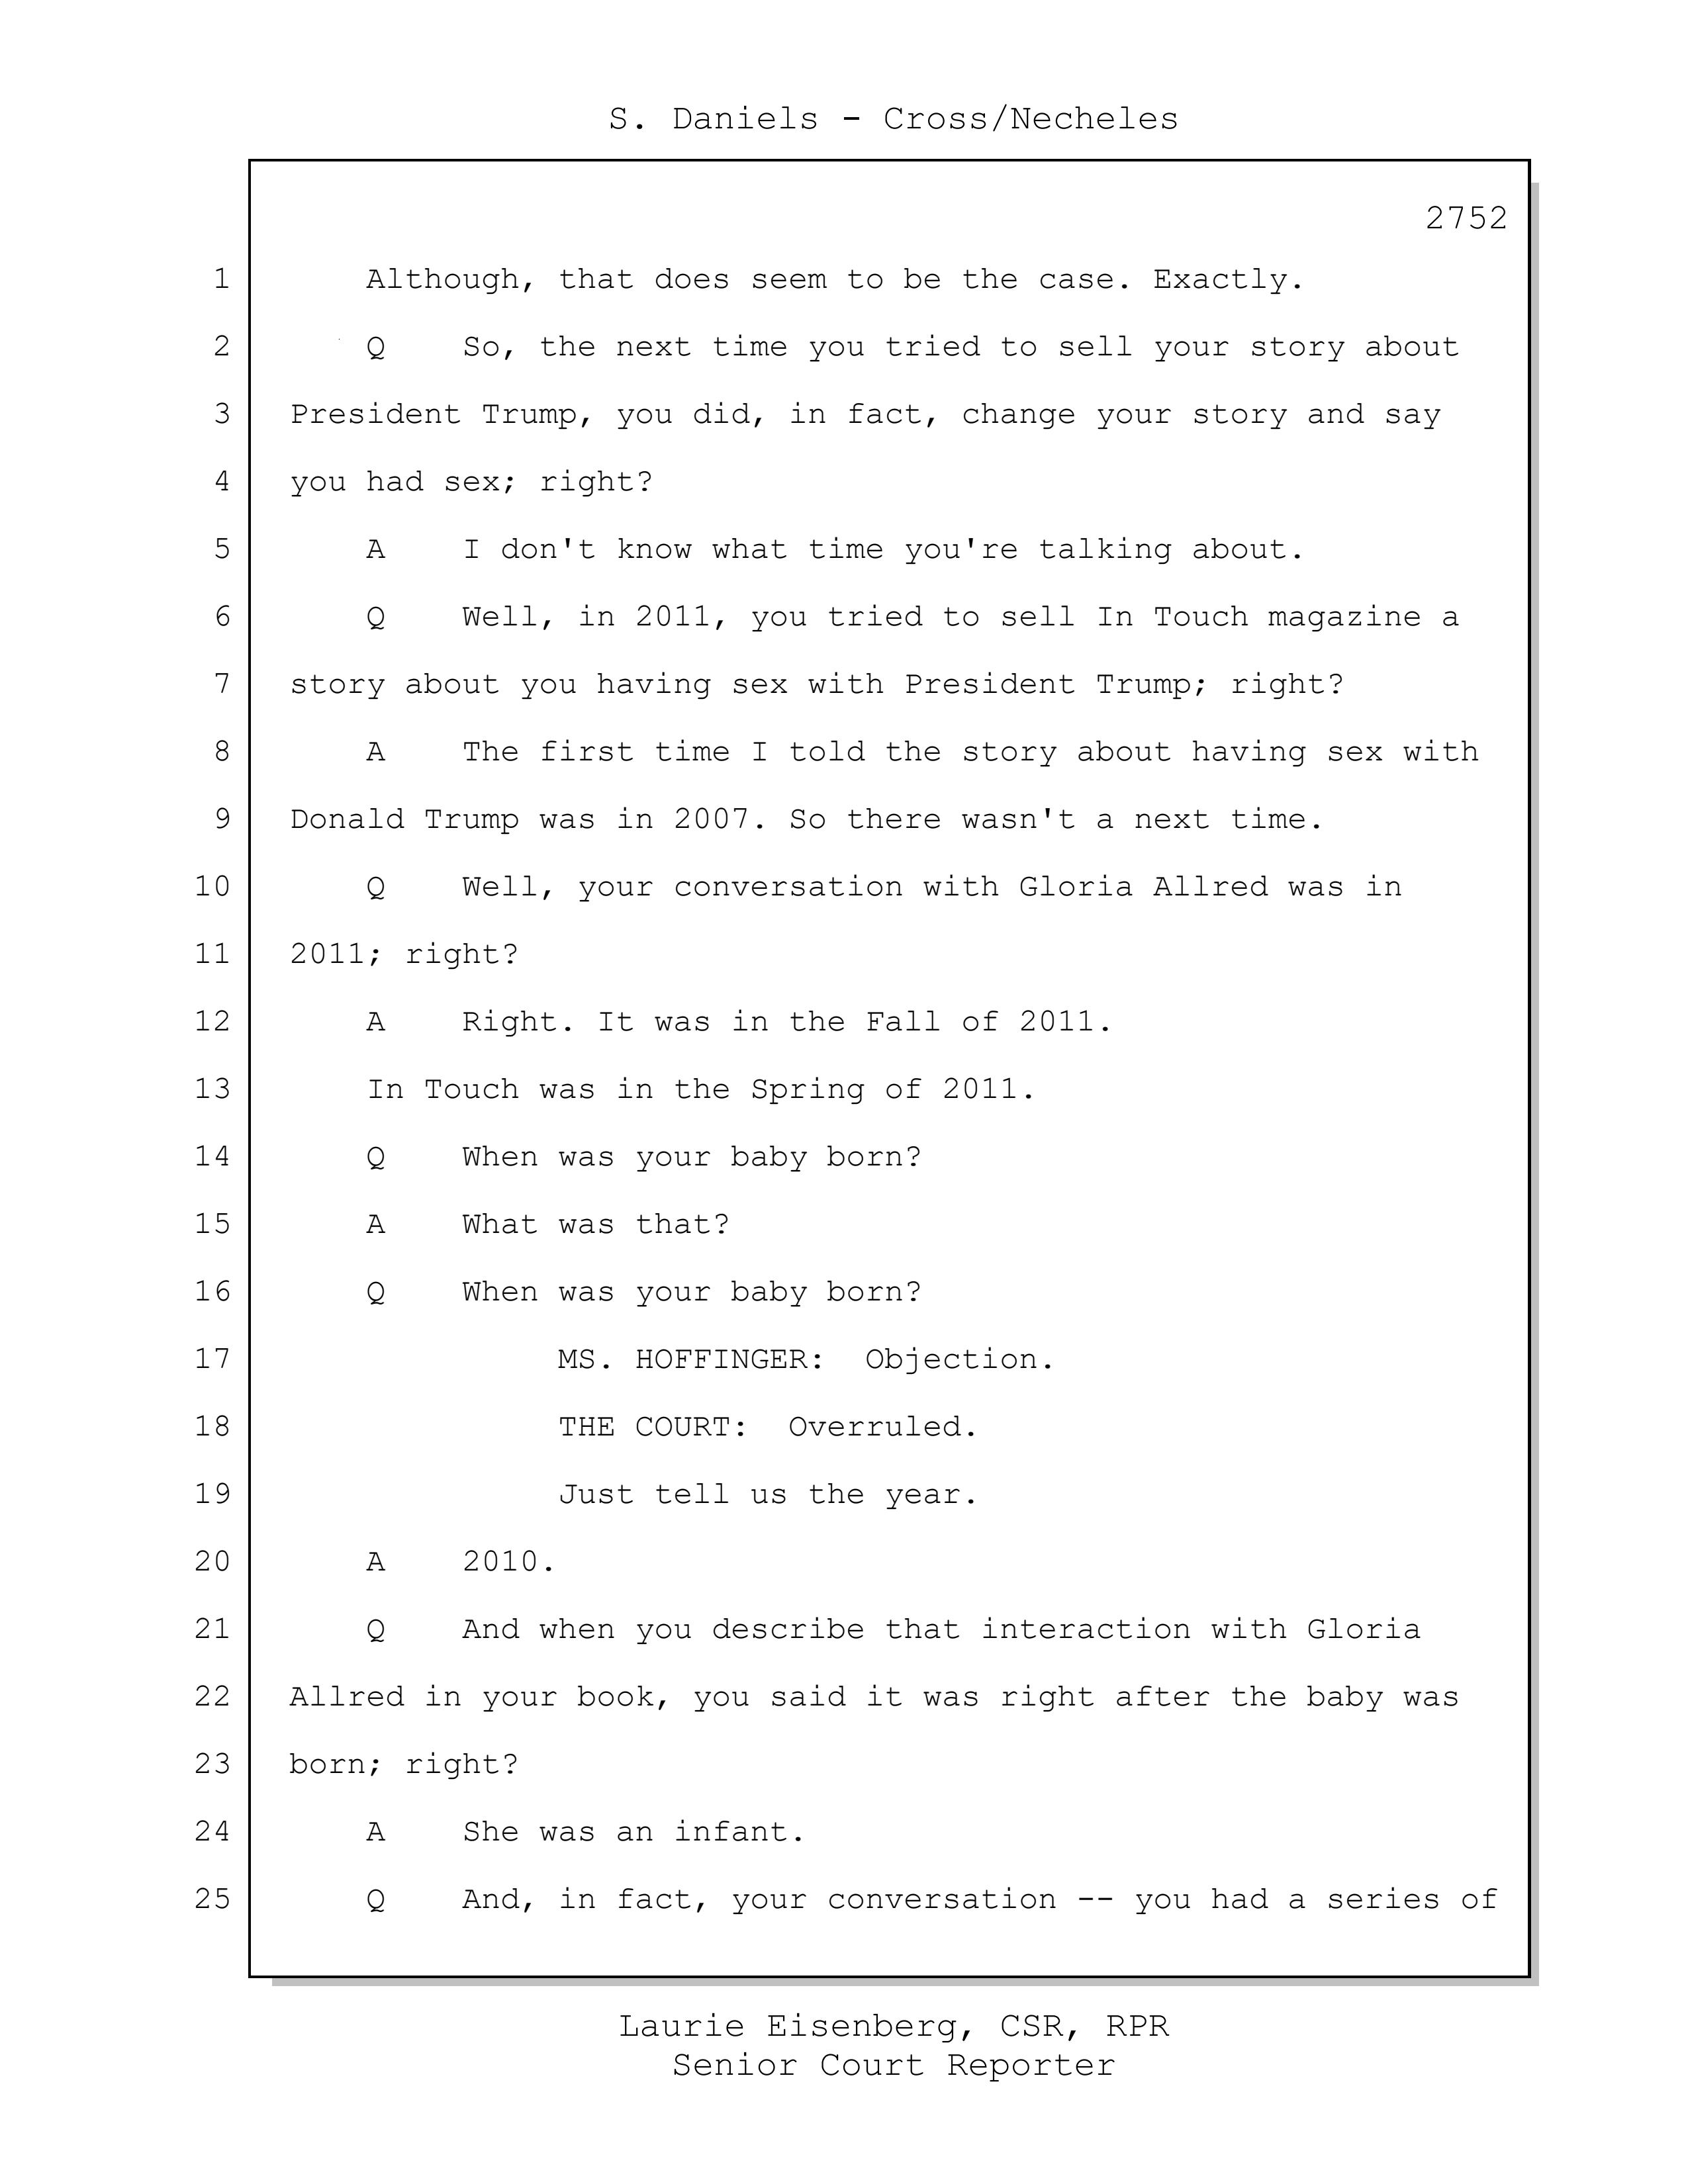 S. Daniels - Cross/Necheles
2752
1 Although, that does seem to be the case. Exactly.
2 Q So, the next time you tried to sell your story about
3 President Trump, you did, in fact, change your story and say
4 you had sex; right?
5 A I don't know what time you're talking about.
6 Q Well, in 2011, you tried to sell In Touch magazine a
7 story about you having sex with President Trump; right?
8 A The first time I told the story about having sex with
9 Donald Trump was in 2007. So there wasn't a next time.
10 Q Well, your conversation with Gloria Allred was in
11 2011; right?
12 A Right. It was in the Fall of 2011.
13 In Touch was in the Spring of 2011.
14 Q When was your baby born?
15 A What was that?
16 Q When was your baby born?
17 MS. HOFFINGER: Objection.
18 THE COURT: Overruled.
19 Just tell us the year.
20 A 2010.
21 Q And when you describe that interaction with Gloria
22 Allred in your book, you said it was right after the baby was
23 born; right?
24 A She was an infant.
25 Q And, in fact, your conversation -- you had a series of
Laurie Eisenberg, CSR, RPR
Senior Court Reporter